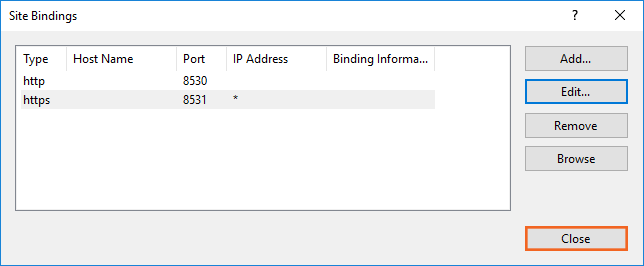 Site Bindings ?
Type Host Name Port IP Address Binding Informa...
http 8530
https 8531 *
Add...
Edit...
Remove
Browse
Close